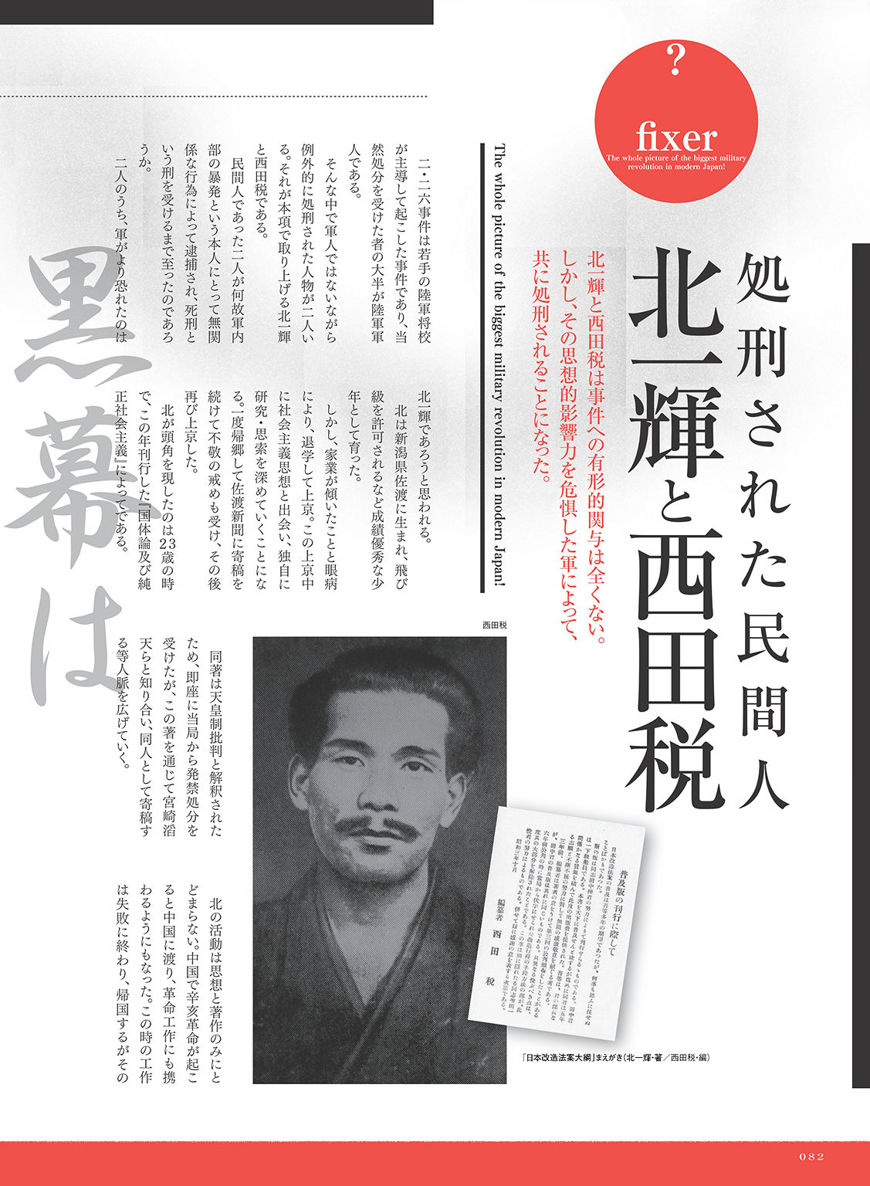 ?
fixer
The whole picture of the biggest military
revolution in modern Japan!
処刑された民間人
北一輝と西田税
北一輝と西田税は事件への有形的関与は全くない。
しかし、その思想的影響力を危惧した軍によって、
共に処刑されることになった。
The whole picture of the biggest military revolution in modern Japan!
二・二六事件は若手の陸軍将校
が主導して起こした事件であり、当
然処分を受けた者の大半が陸軍軍
人である。
そんな中で軍人ではないながら
例外的に処刑された人物が二人い
る。それが本項で取り上げる北一輝
と西田税である。
民間人であった二人が何故軍内
部の暴発という本人にとって無関
係な行為によって逮捕され、死刑と
いう刑を受けるまで至ったのであろ
うか。
二人のうち、軍がより恐れたのは
北一輝であろうと思われる。
北は新潟県佐渡に生まれ、飛び
級を許可されるなど成績優秀な少
年として育った。
しかし、家業が傾いたことと眼病
により、退学して上京。この上京中
に社会主義思想と出会い、独自に
研究・思索を深めていくことにな
る。一度帰郷して佐渡新聞に寄稿を
続けて不敬の戒めも受け、その後
再び上京した。
北が頭角を現したのは23歳の時
で、この年刊行した『国体論及び純
正社会主義』によってである。
同著は天皇制批判と解釈された
ため、即座に当局から発禁処分を
受けたが、この著を通じて宮崎滔
天らと知り合い、同人として寄稿す
る等人脈を広げていく。
北の活動は思想と著作のみにと
どまらない。中国で辛亥革命が起こ
ると中国に渡り、革命工作にも携
わるようにもなった。この時の工作
は失敗に終わり、帰国するがその
黒幕は
西田税
普及版の刊行に際して
昭和三年十月
編纂者 西田 税
「日本改造法案大綱」まえがき(北一輝・著／西田税・編)
082